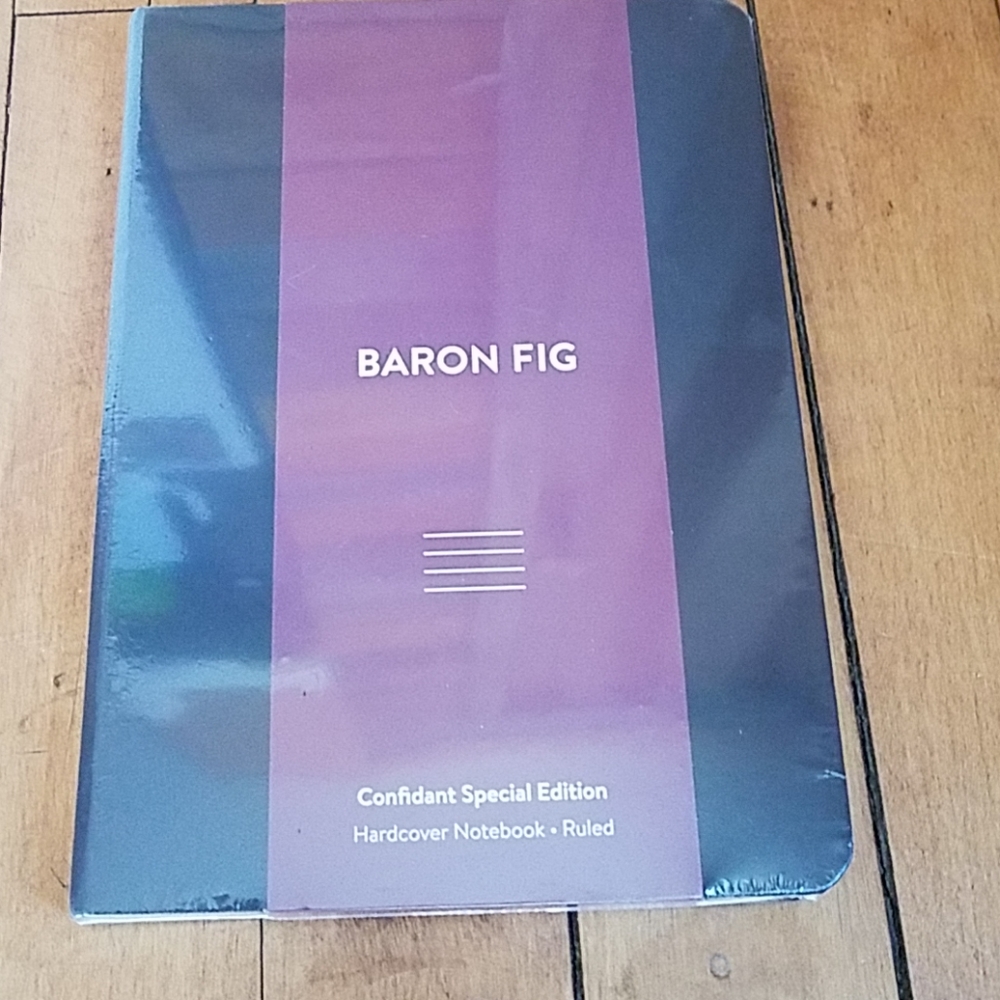 BARON FIG
Confidant Special Edition
Hardcover Notebook • Ruled